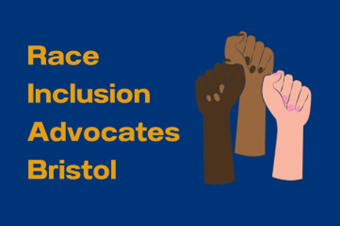 Race
Inclusion
Advocates
Bristol